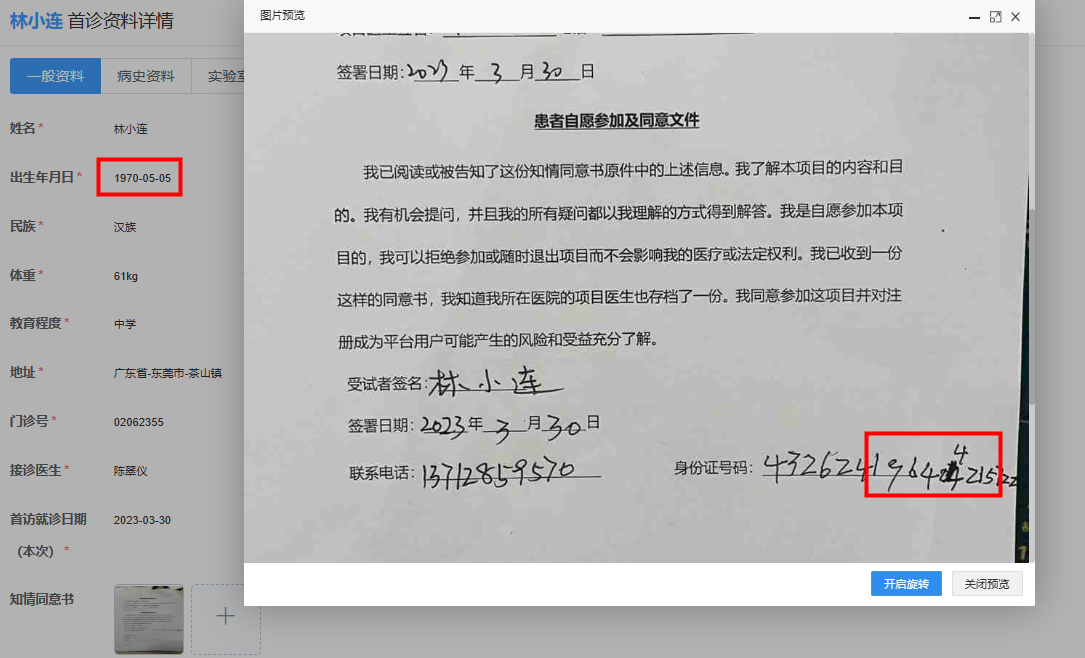 林小连 首诊资料详情
图片预览
一般资料
病史资料
实验室
姓名*
林小连
出生年月日*
1970-05-05
民族*
汉族
体重*
61kg
教育程度*
中学
地址*
广东省-东莞市-茶山镇
门诊号*
02062355
接诊医生*
陈翠仪
首访就诊日期
(本次) *
2023-03-30
知情同意书
签署日期:2023年3月30日
患者自愿参加及同意文件
我已阅读或被告知了这份知情同意书原件中的上述信息。我了解本项目的内容和目
的。我有机会提问，并且我的所有疑问都以我理解的方式得到解答。我是自愿参加本项
目的，我可以拒绝参加或随时退出项目而不会影响我的医疗或法定权利。我已收到一份
这样的同意书，我知道我所在医院的项目医生也存档了一份。我同意参加这项目并对注
册成为平台用户可能产生的风险和受益充分了解。
受试者签名:林小连
签署日期: 2023年3月30日
联系电话: 13712859570
身份证号码:
开启旋转
关闭预览